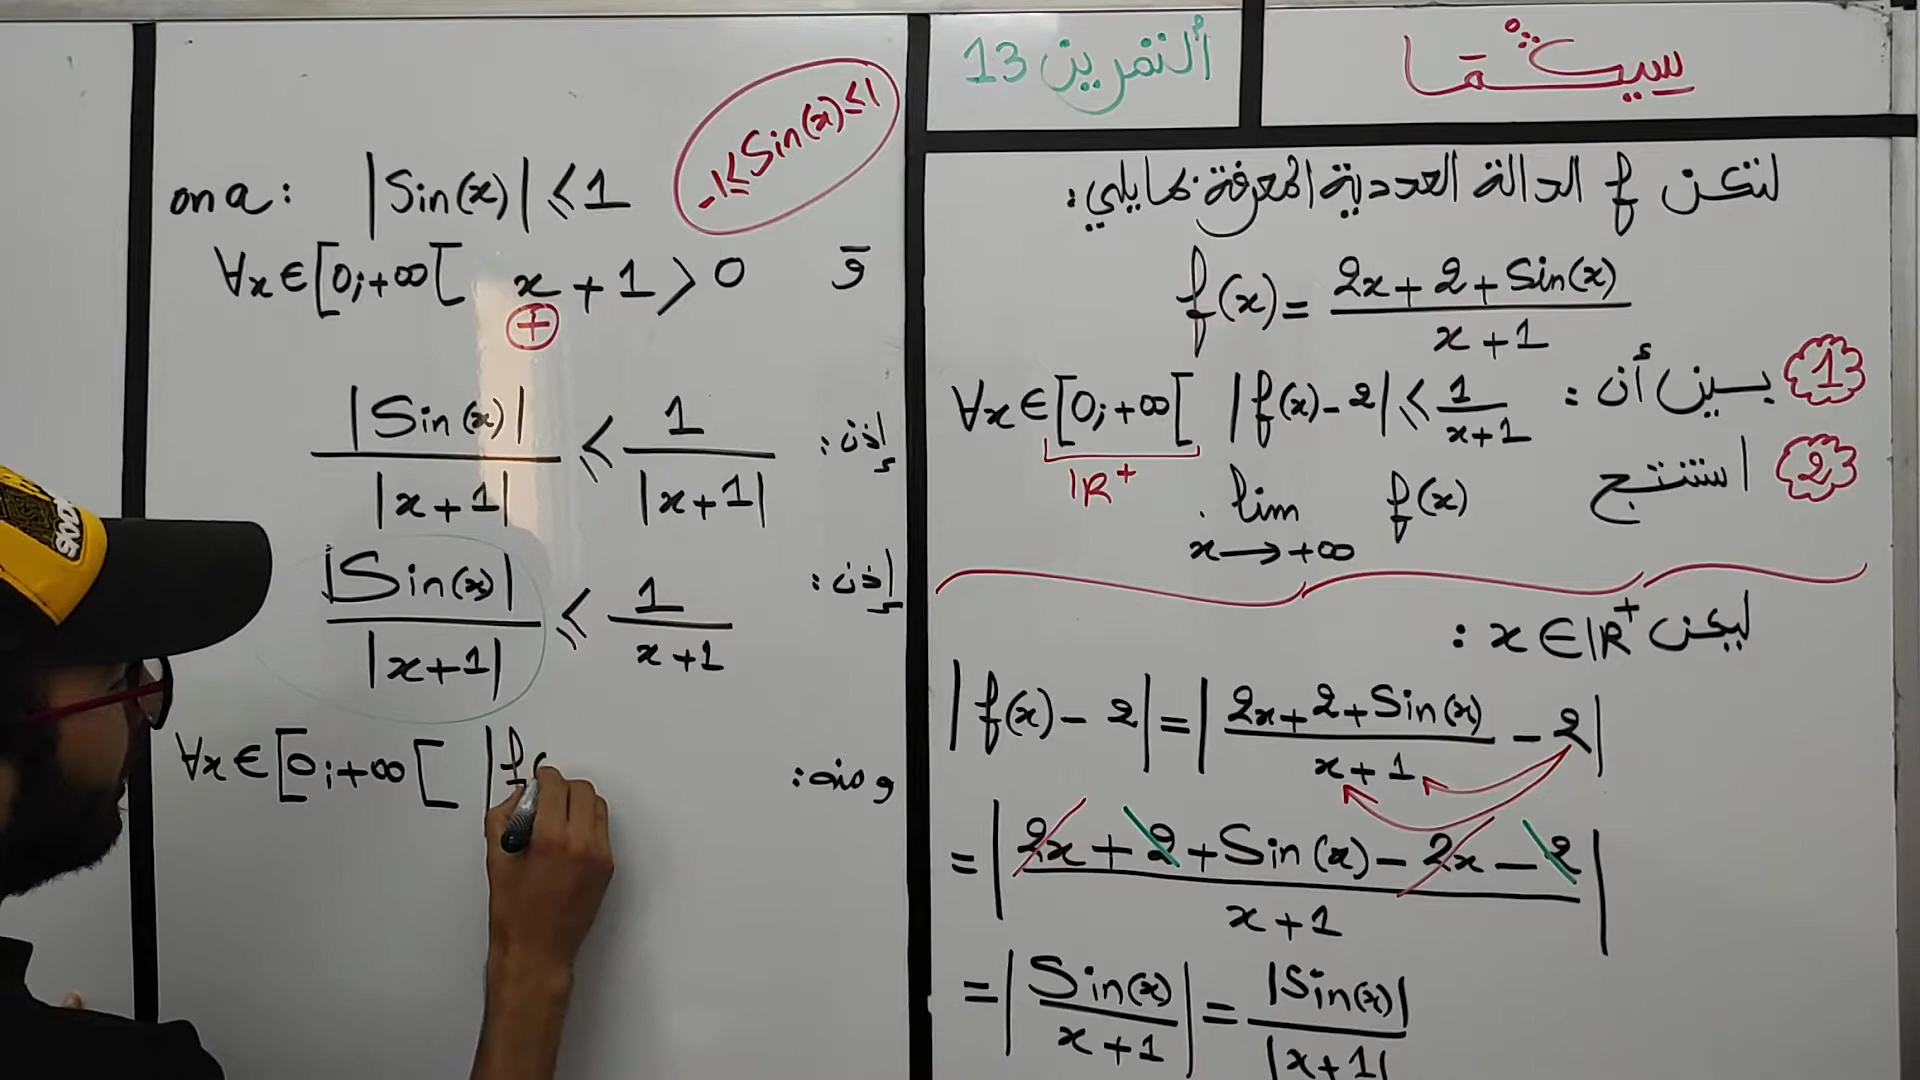 التمرين 13
لتكن f الدالة العددية المعرفة بمايلي:
f(x) = (2x+2+Sin(x))/(x+1)
① بين أن: ∀x∈[0;+∞[ |f(x)-2| ≤ 1/(x+1)
IR⁺
② استنتج lim x→+∞ f(x)
ليكن x∈IR⁺ :
|f(x)-2| = |(2x+2+Sin(x))/(x+1) - 2|
= |(2x+2+Sin(x)-2x-2)/(x+1)|
= |Sin(x)/(x+1)| = |Sin(x)|/|x+1|
-1≤Sin(x)≤1
on a: |Sin(x)| ≤ 1
و ∀x∈[0;+∞[ x+1>0
+
إذن: |Sin(x)|/|x+1| ≤ 1/|x+1|
إذن: |Sin(x)|/|x+1| ≤ 1/(x+1)
ومنه: ∀x∈[0;+∞[ |f(